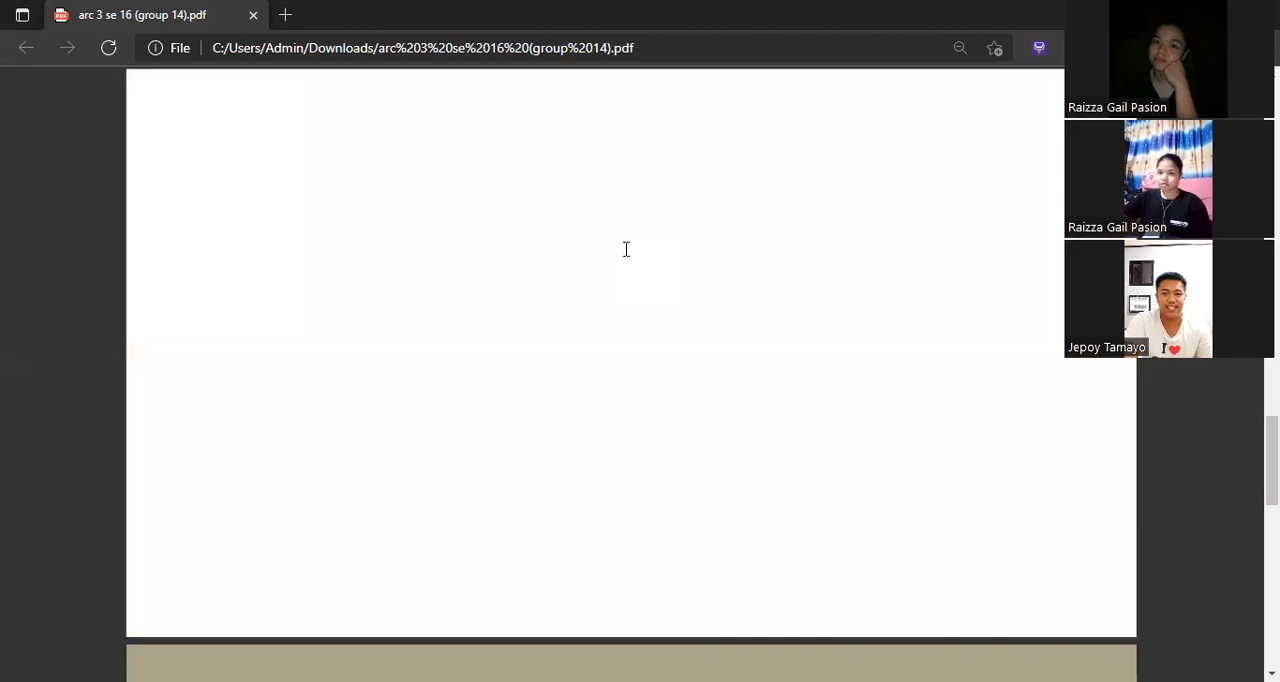 arc 3 se 16 (group 14).pdf
File
C:/Users/Admin/Downloads/arc%203%20se%2016%20(group%2014).pdf
Raizza Gail Pasion
Raizza Gail Pasion
Jepoy Tamayo
I